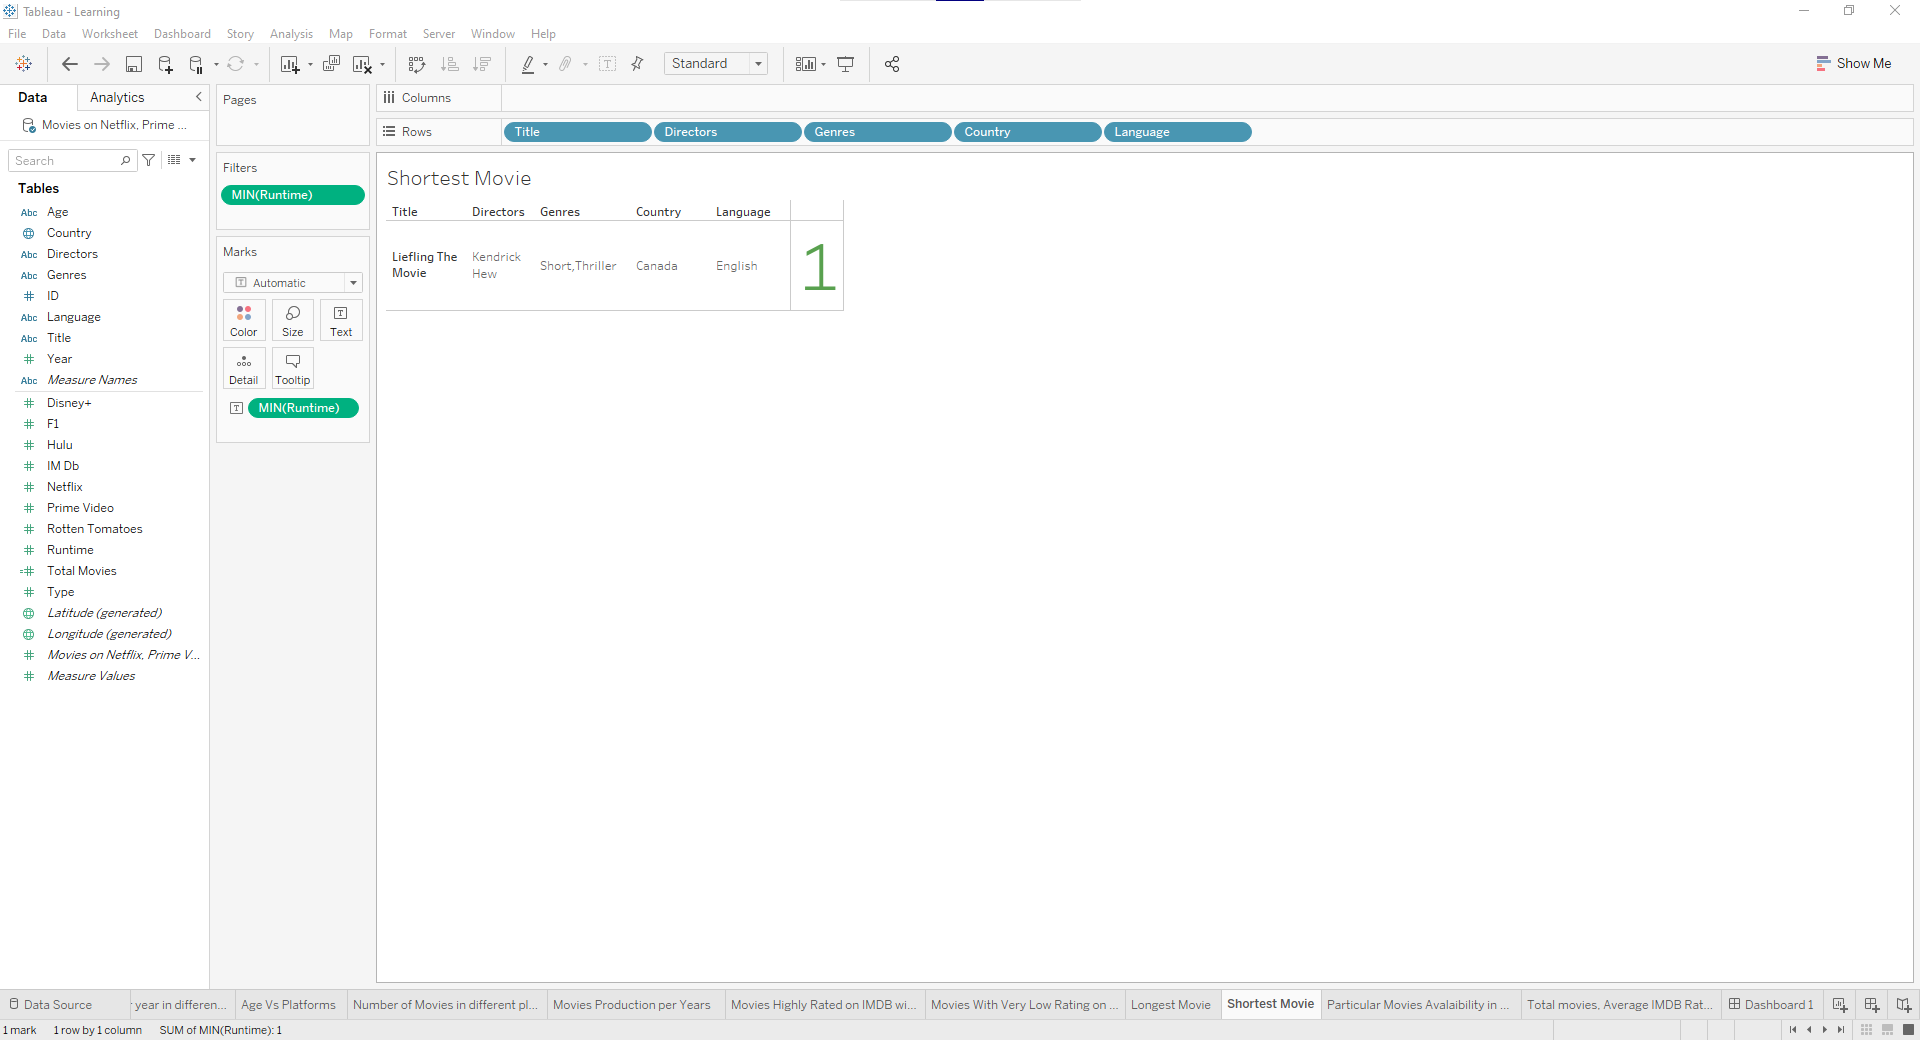 Tableau - Learning
File Data Worksheet Dashboard Story Analysis Map Format Server Window Help
Standard
Show Me
Data Analytics
Movies on Netflix, Prime ...
Search
Tables
Abc Age
Country
Abc Directors
Abc Genres
ID
Abc Language
Abc Title
Year
Abc Measure Names
Disney+
F1
Hulu
IM Db
Netflix
Prime Video
Rotten Tomatoes
Runtime
Total Movies
Type
Latitude (generated)
Longitude (generated)
Movies on Netflix, Prime V...
Measure Values
Pages
Filters
MIN(Runtime)
Marks
Automatic
Color Size Text
Detail Tooltip
MIN(Runtime)
Columns
Rows Title Directors Genres Country Language
Shortest Movie
Title Directors Genres Country Language
Liefling The Movie Kendrick Hew Short,Thriller Canada English 1
Data Source r year in differen... Age Vs Platforms Number of Movies in different pl... Movies Production per Years Movies Highly Rated on IMDB wi... Movies With Very Low Rating on ... Longest Movie Shortest Movie Particular Movies Avalaibility in ... Total movies, Average IMDB Rat... Dashboard 1
1 mark 1 row by 1 column SUM of MIN(Runtime): 1